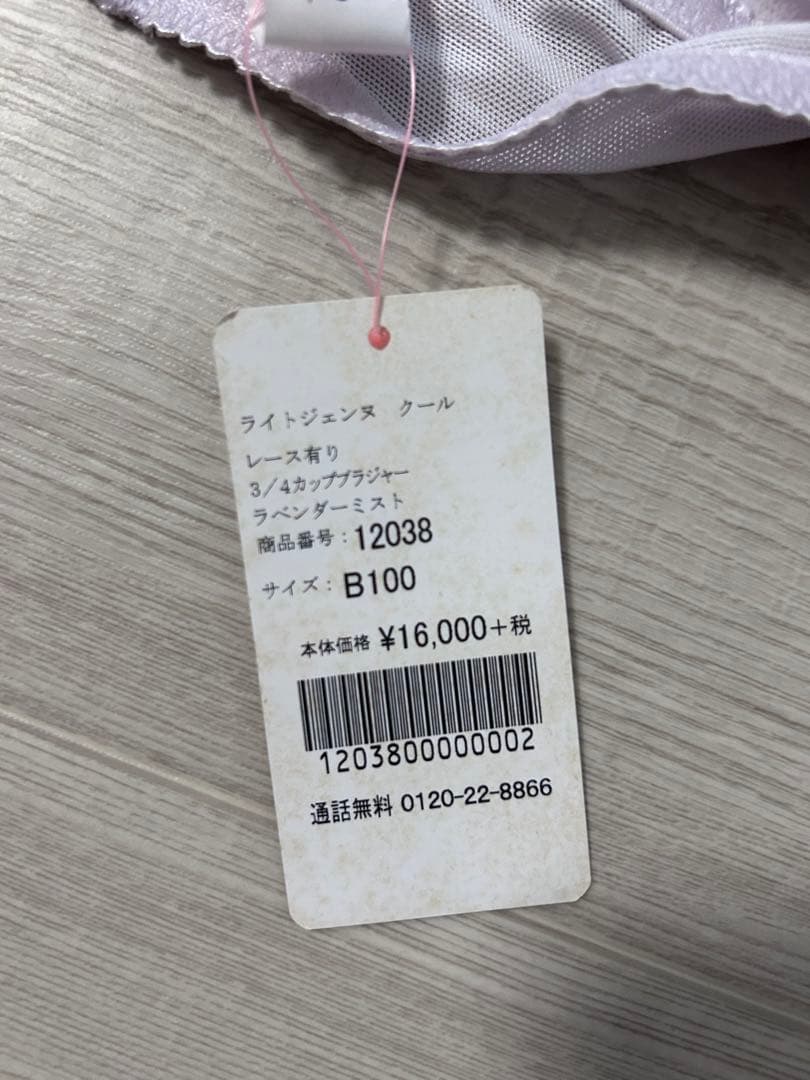 ライトジェンヌ　クール
レース有り
3/4カップブラジャー
ラベンダーミスト
商品番号：12038
サイズ：B100
本体価格 ¥16,000＋税
1203800000002
通話無料 0120-22-8866